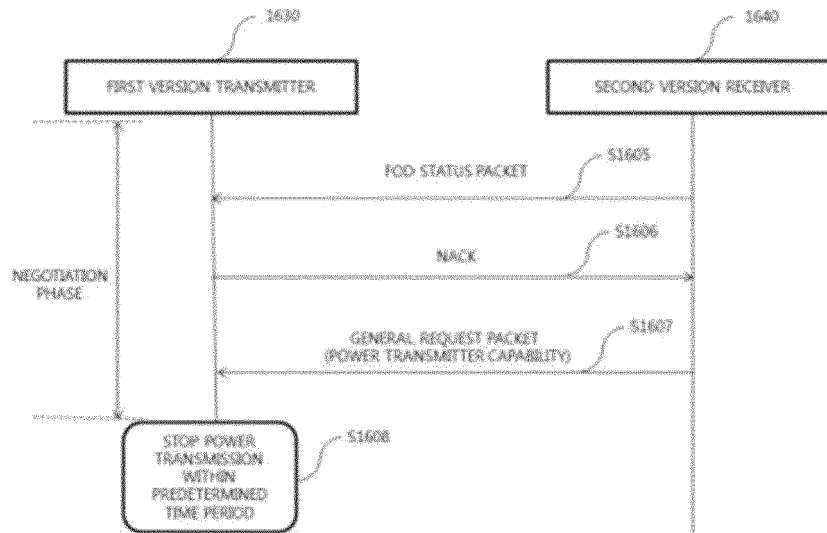 1630
1640
FIRST VERSION TRANSMITTER
SECOND VERSION RECEIVER
S1605
FOD STATUS PACKET
S1606
NACK
NEGOTIATION
PHASE
S1607
GENERAL REQUEST PACKET
(POWER TRANSMITTER CAPABILITY)
STOP POWER
TRANSMISSION
WITHIN
PREDETERMINED
TIME PERIOD
S1608